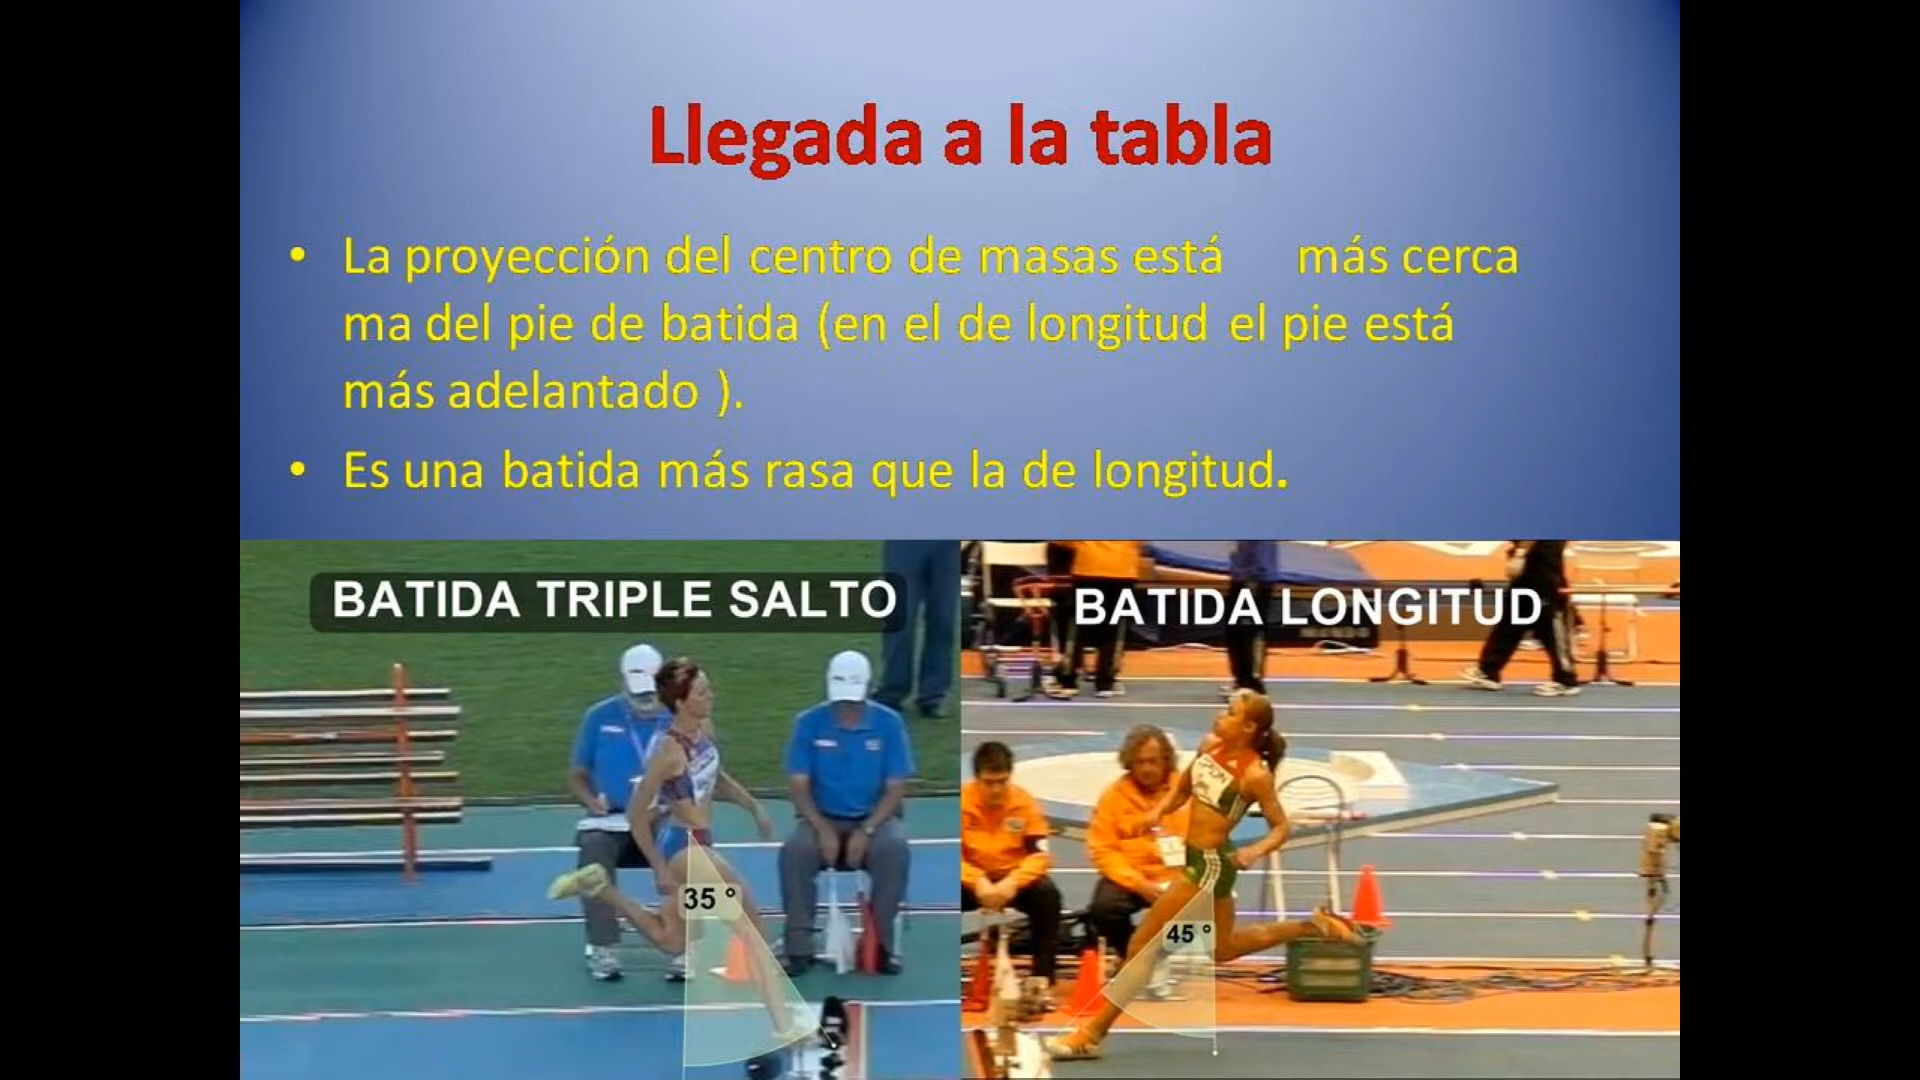 Llegada a la tabla
• La proyección del centro de masas está más cerca
ma del pie de batida (en el de longitud el pie está
más adelantado ).
• Es una batida más rasa que la de longitud.
BATIDA TRIPLE SALTO
BATIDA LONGITUD
35 °
45 °